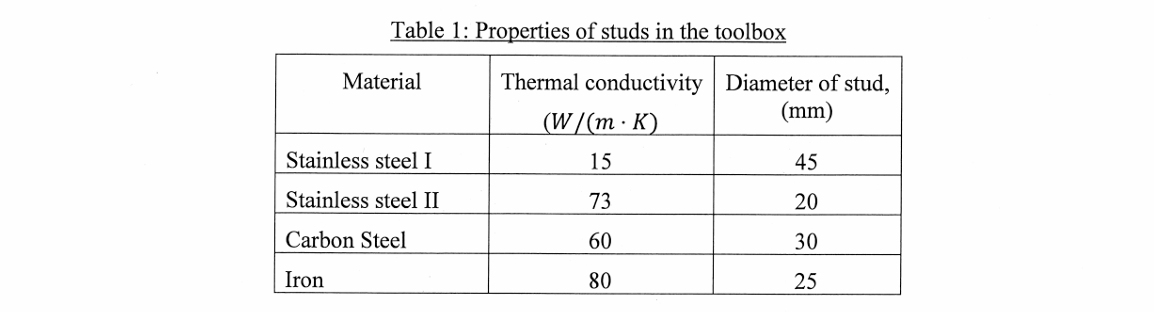 Table 1: Properties of studs in the toolbox
Material Thermal conductivity (W/(m · K) Diameter of stud, (mm)
Stainless steel I 15 45
Stainless steel II 73 20
Carbon Steel 60 30
Iron 80 25